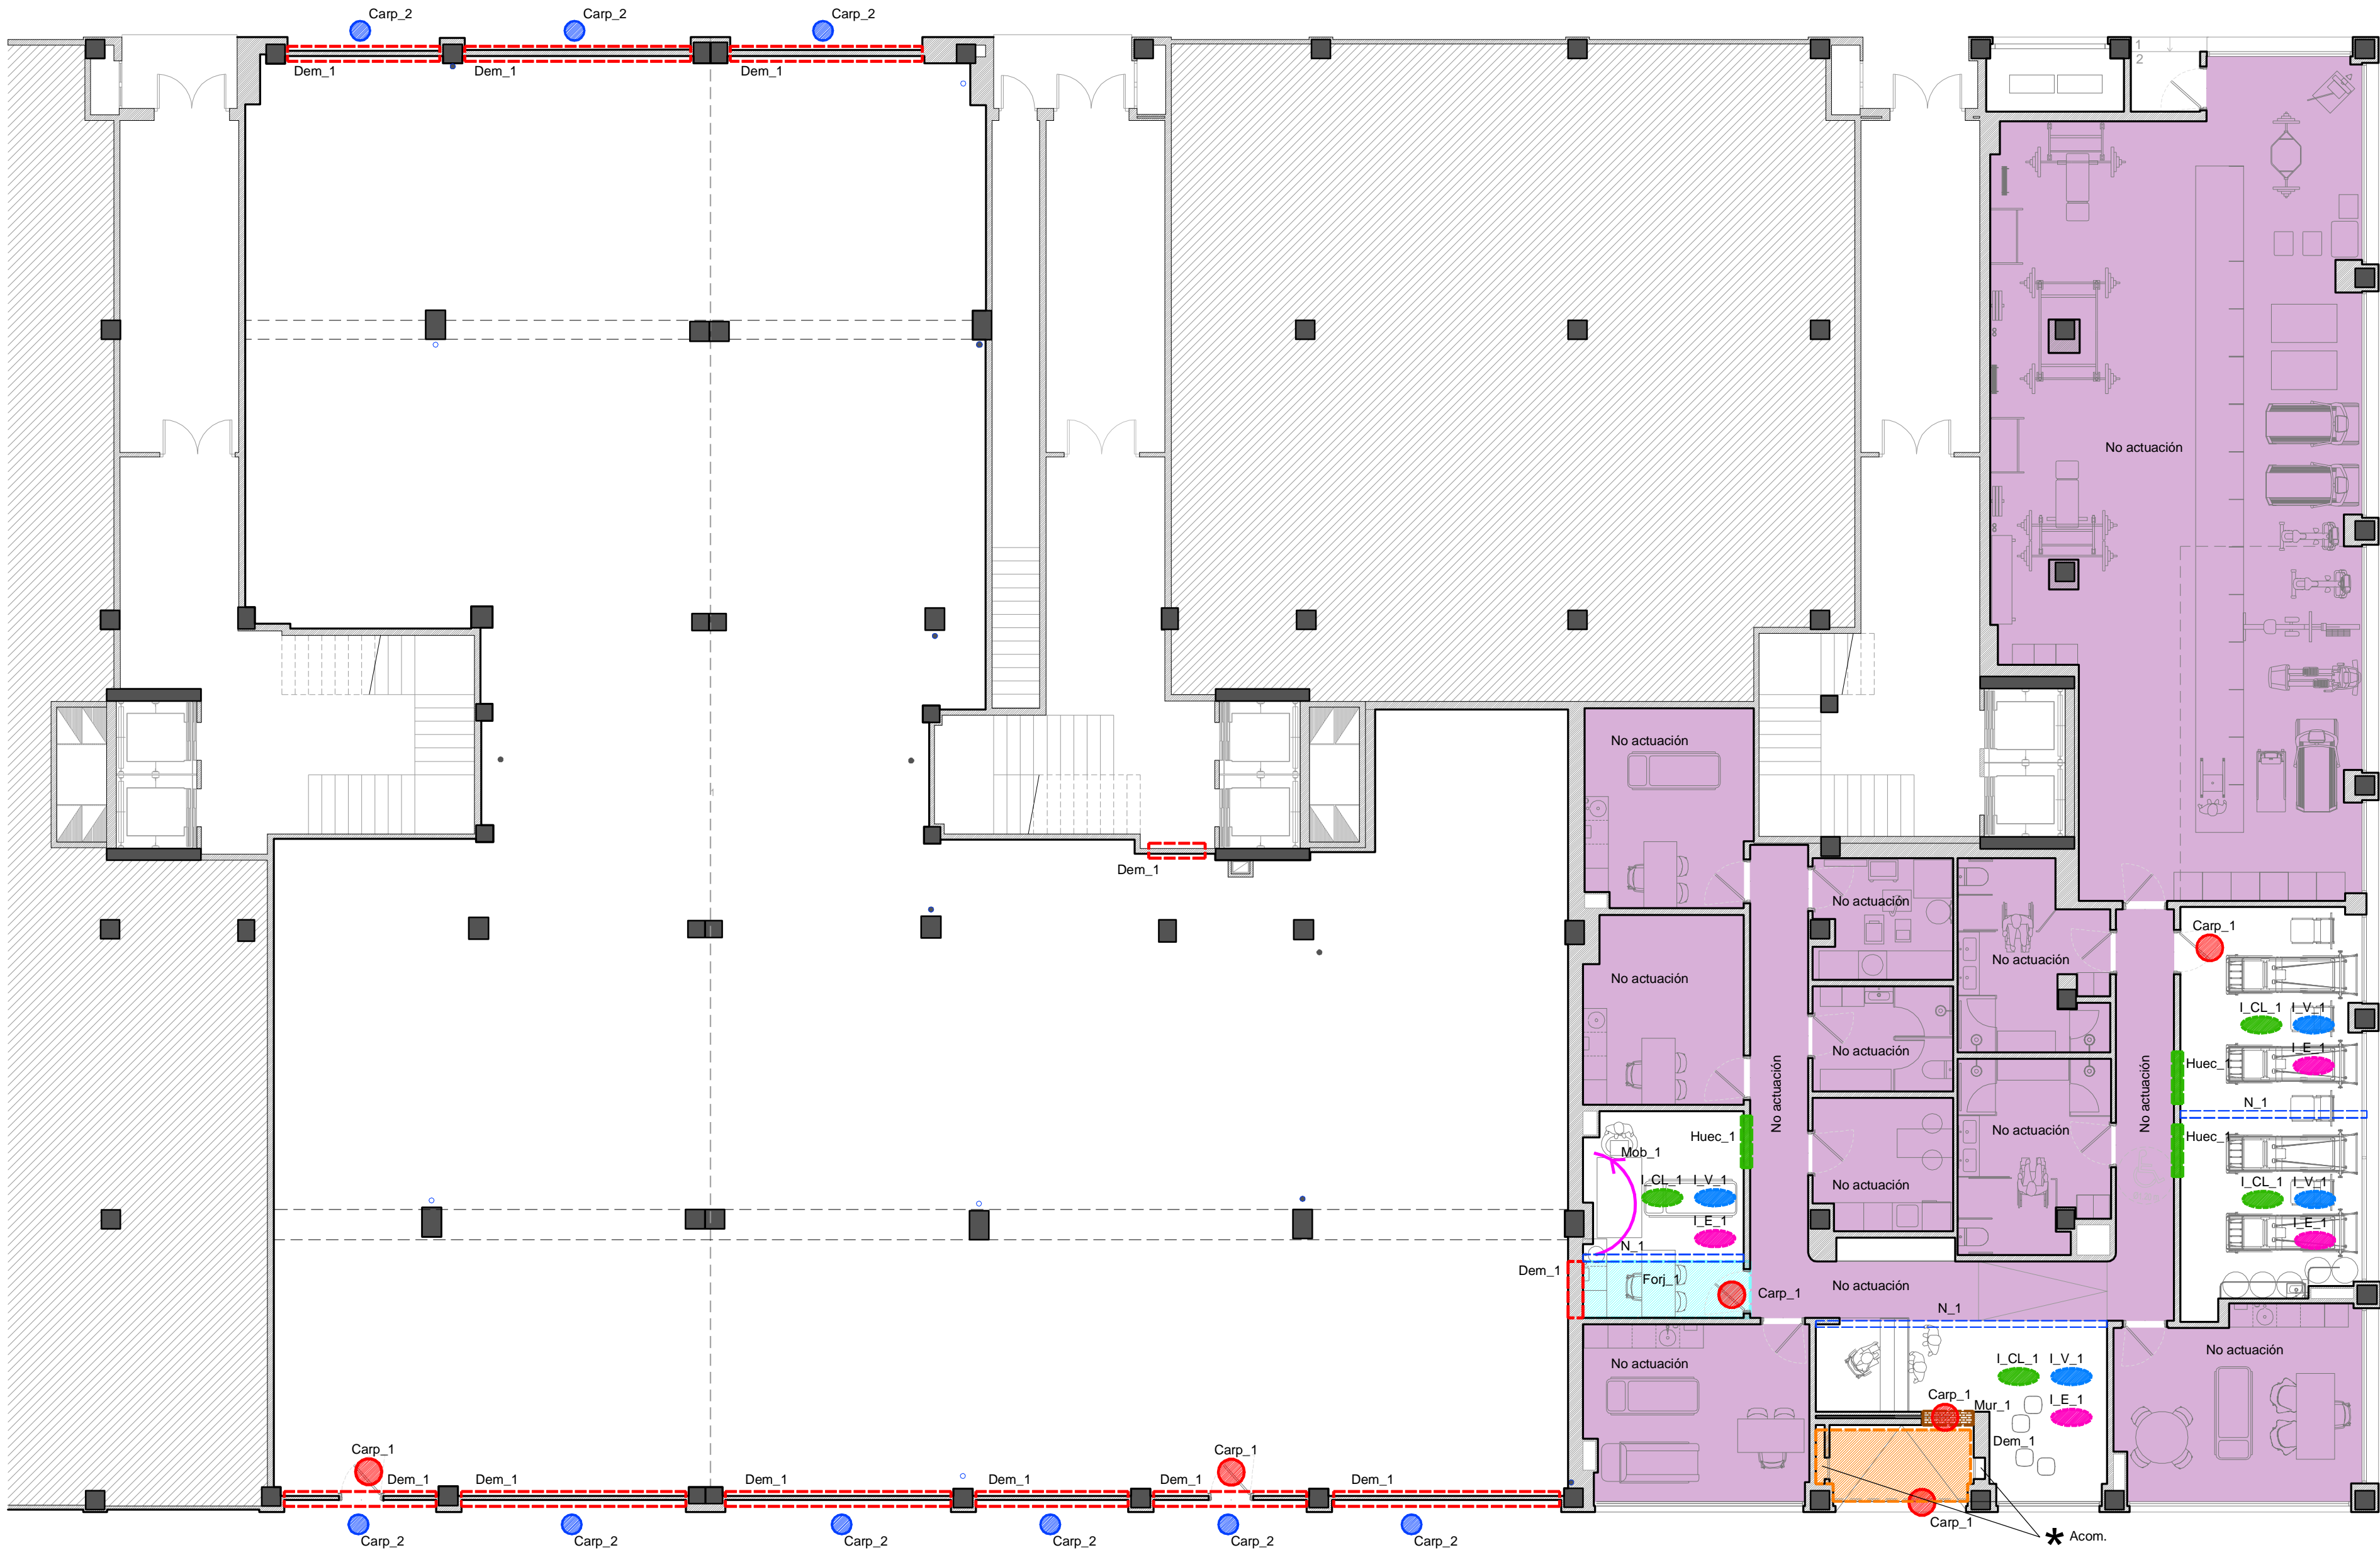 Carp_2
Carp_2
Carp_2
1
2
Dem_1
Dem_1
Dem_1
No actuación
No actuación
Dem_1
No actuación
Carp_1
No actuación
No actuación
I_CL_1
I_V_1
No actuación
I_E_1
Huec_1
No actuación
No actuación
N_1
Huec_1
No actuación
Huec_1
Mob_1
I_CL_1
I_V_1
No actuación
I_CL_1
I_V_1
I_E_1
I_E_1
N_1
Dem_1
Forj_1
Carp_1
No actuación
N_1
No actuación
No actuación
I_CL_1
I_V_1
Carp_1
Mur_1
I_E_1
Dem_1
Carp_1
Carp_1
Dem_1
Dem_1
Dem_1
Dem_1
Dem_1
Dem_1
Carp_1
Carp_2
Carp_2
Carp_2
Carp_2
Carp_2
Carp_2
* Acom.